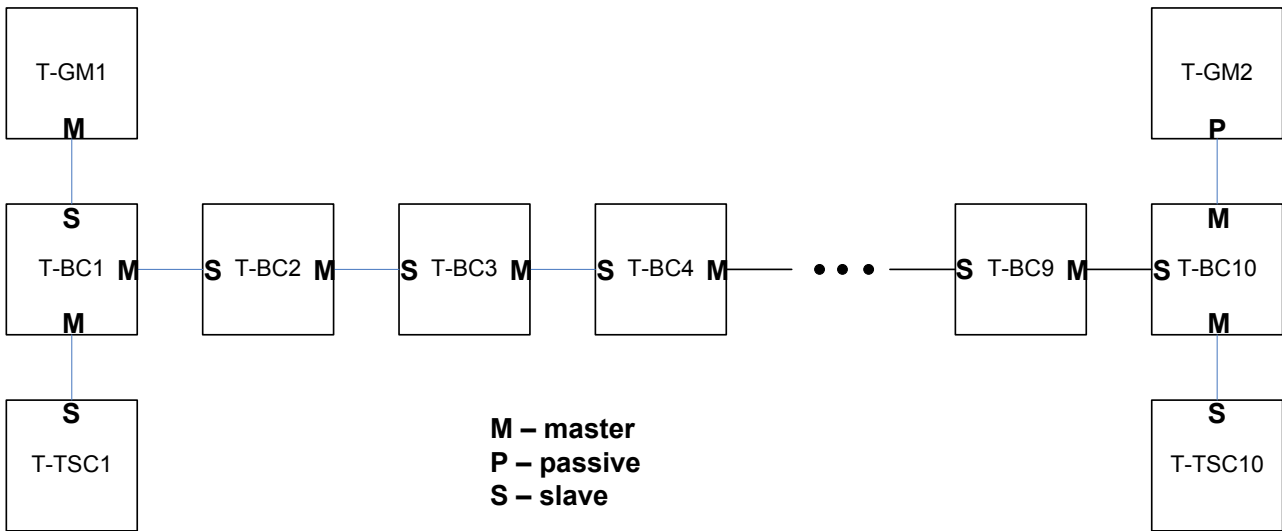 T-GM1
T-GM2
M
P
S
M
T-BC1 M
S T-BC2 M
S T-BC3 M
S T-BC4 M
S T-BC9 M
S T-BC10
M
M
S
S
T-TSC1
T-TSC10
M – master
P – passive
S – slave